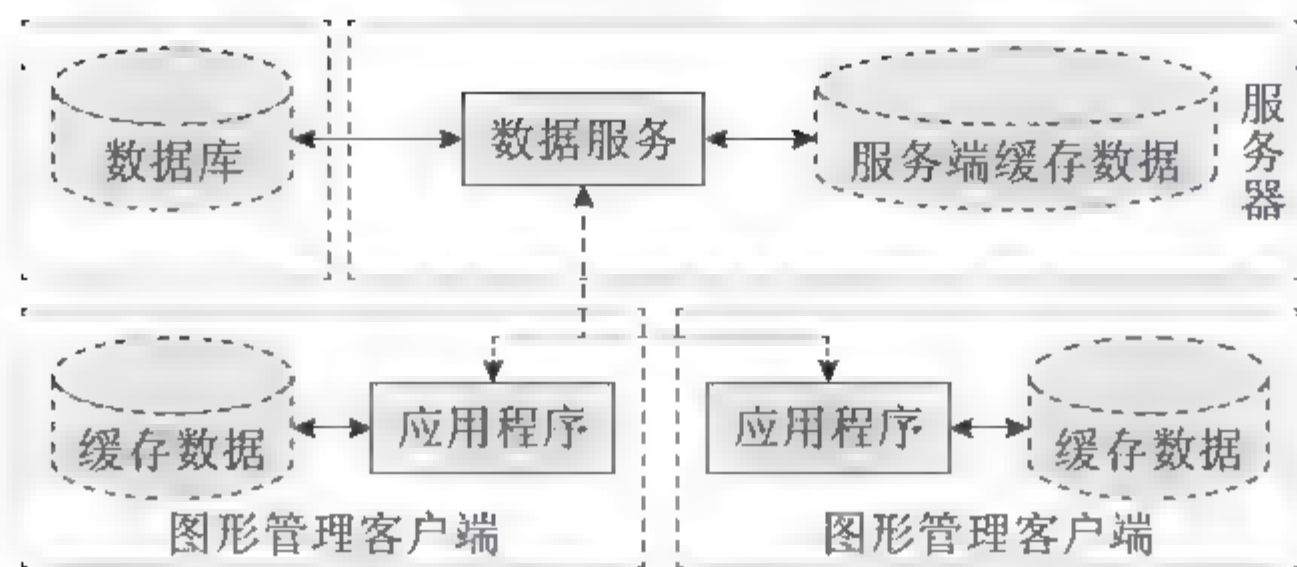 数据库
数据服务
服务端缓存数据
服务器
缓存数据
应用程序
应用程序
缓存数据
图形管理客户端
图形管理客户端